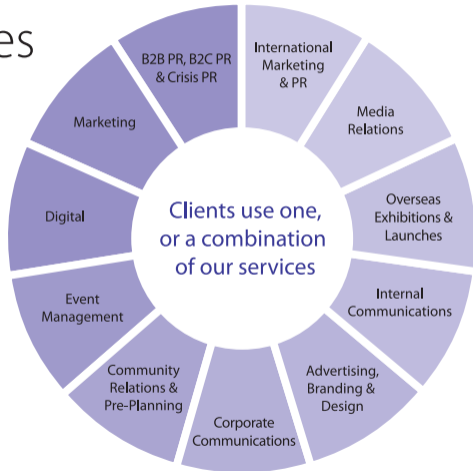 es
B2B PR, B2C PR
& Crisis PR
International
Marketing
& PR
Media
Relations
Overseas
Exhibitions &
Launches
Internal
Communications
Advertising,
Branding &
Design
Corporate
Communications
Community
Relations &
Pre-Planning
Event
Management
Digital
Marketing
Clients use one,
or a combination
of our services